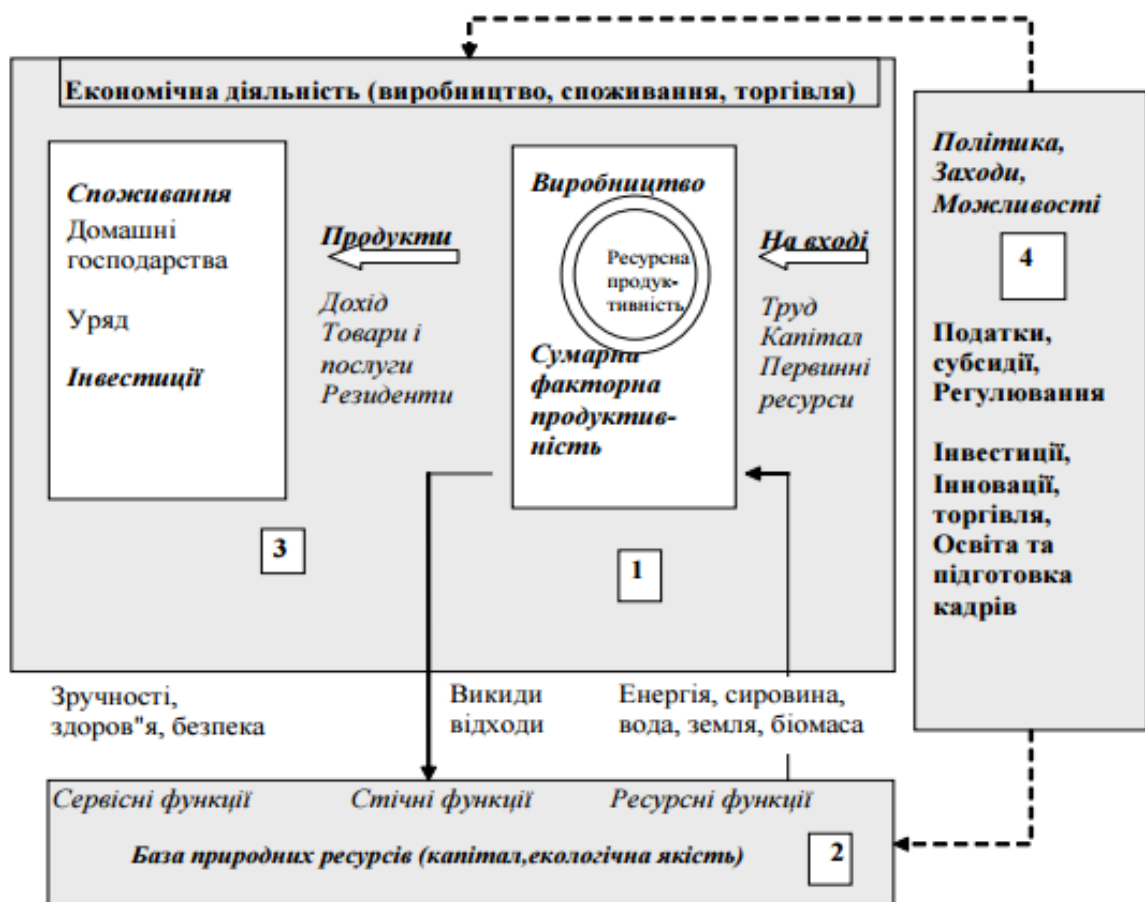 Економічна діяльність (виробництво, споживання, торгівля)
Споживання
Домашні
господарства
Уряд
Інвестиції
Продукти
Дохід
Товари і
послуги
Резиденти
Виробництво
Ресурсна
продук-
тивність
Сумарна
факторна
продуктив-
ність
На вході
Труд
Капітал
Первинні
ресурси
3
1
Політика,
Заходи,
Можливості
4
Податки,
субсидії,
Регулювання
Інвестиції,
Інновації,
торгівля,
Освіта та
підготовка
кадрів
Зручності,
здоров"я, безпека
Викиди
відходи
Енергія, сировина,
вода, земля, біомаса
Сервісні функції
Стічні функції
Ресурсні функції
База природних ресурсів (капітал,екологічна якість)
2